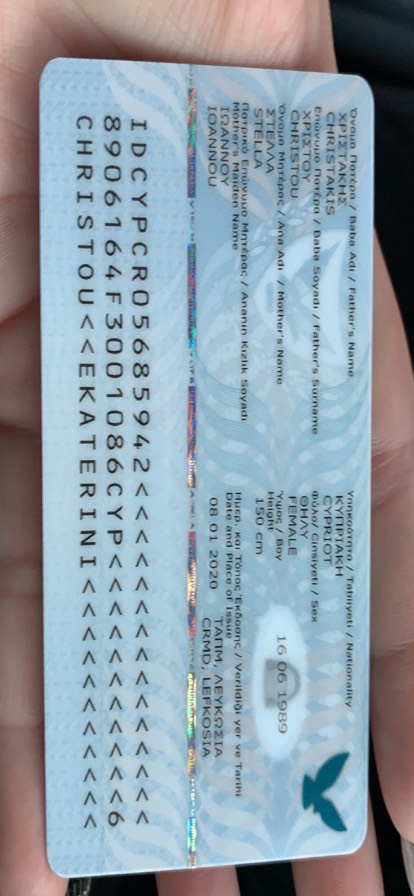 Όνομα Πατέρα / Baba Adı / Father's Name
ΧΡΙΣΤΑΚΗΣ
CHRISTAKIS
Επώνυμο Πατέρα / Baba Soyadı / Father's Surname
ΧΡΙΣΤΟΥ
CHRISTOU
Όνομα Μητέρας / Ana Adı / Mother's Name
ΣΤΕΛΛΑ
STELLA
Πατρικό Επώνυμο Μητέρας / Ananın Kızlık Soyadı
Mother's Maiden Name
ΙΩΑΝΝΟΥ
IOANNOU
Υπηκοότητα / Tabiiyeti / Nationality
ΚΥΠΡΙΑΚΗ
CYPRIOT
Φύλο/ Cinsiyeti / Sex
ΘΗΛΥ
FEMALE
Ύψος / Boy
Height
150 cm
16 06 1989
Ημερ. και Τόπος Έκδοσης / Verildiği yer ve Tarihi
Date and Place of Issue
08 01 2020
ΤΑΠΜ, ΛΕΥΚΩΣΙΑ
CRMD, LEFKOSIA
IDCYPCR05685942<<<<<<<<<<<<<<<
8906164F3001086CYP<<<<<<<<<<<6
CHRISTOU<<EKATERINI<<<<<<<<<<<